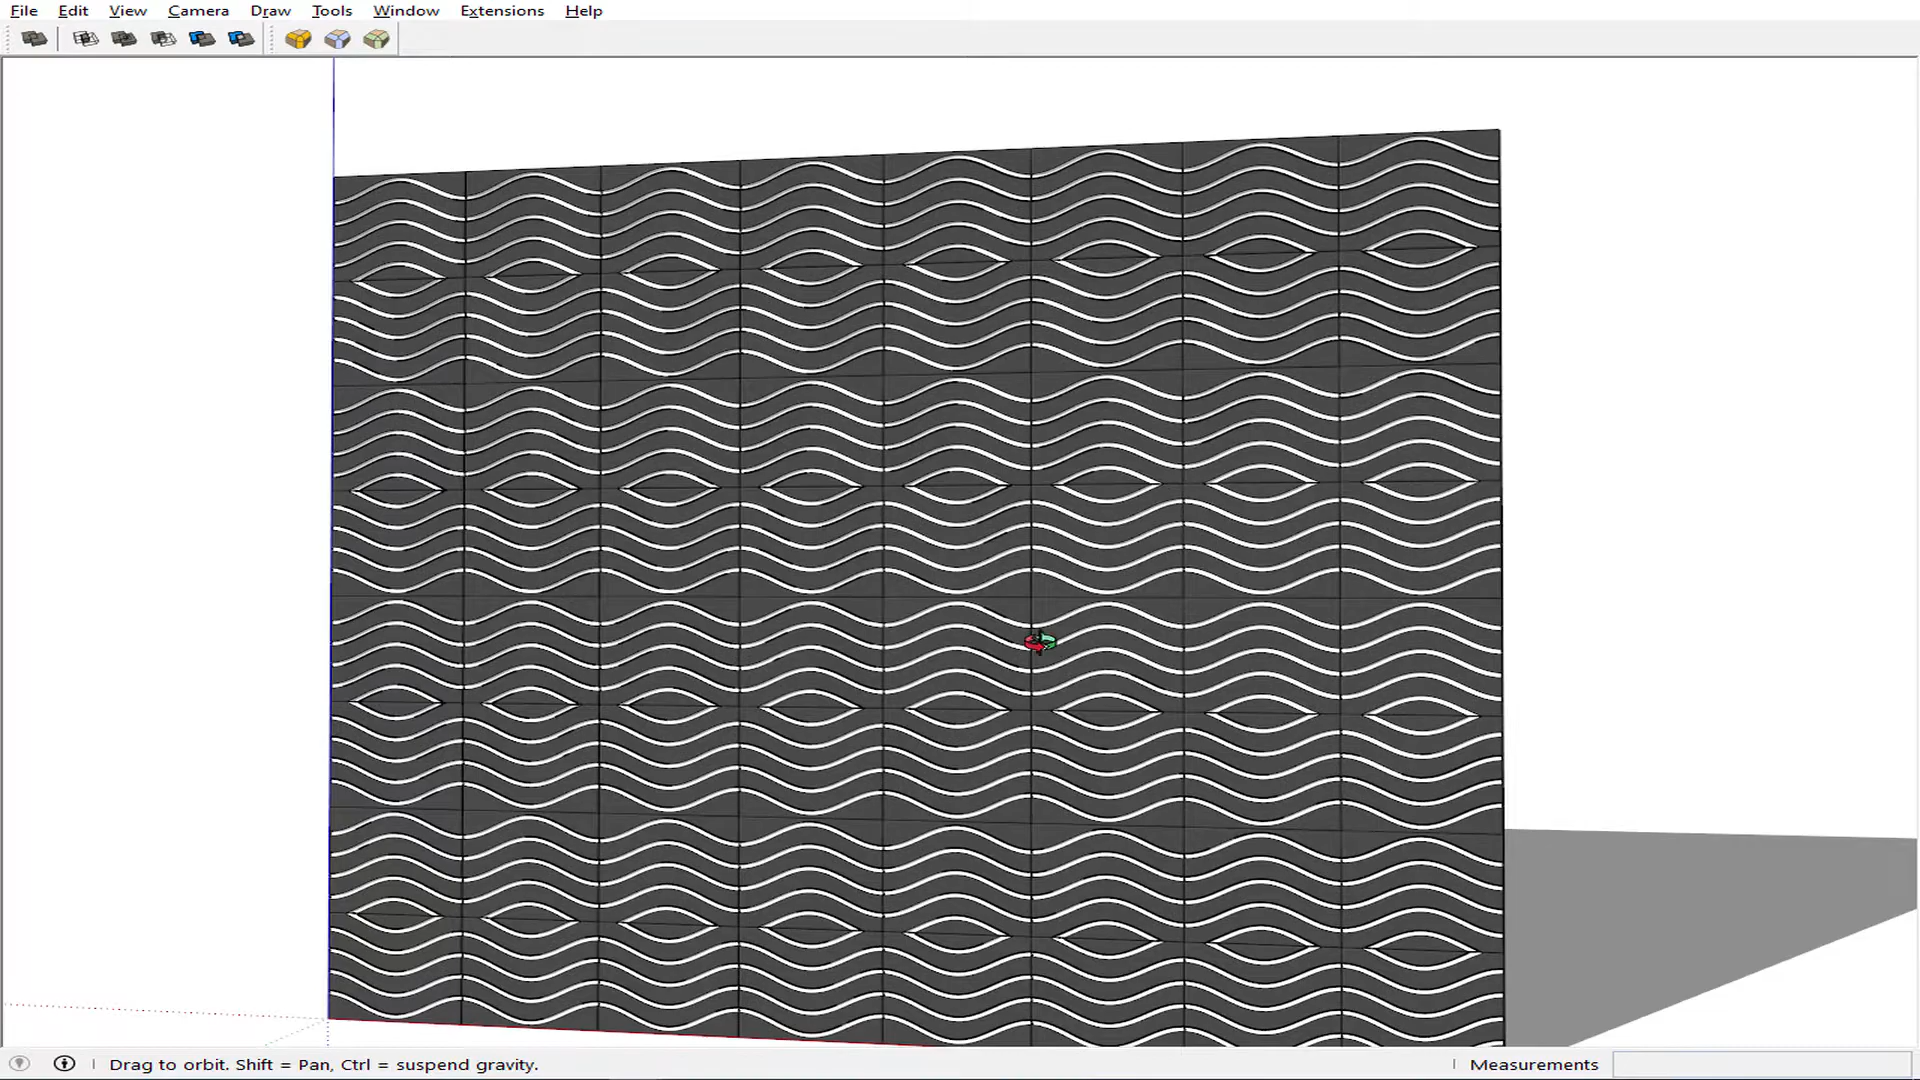 File Edit View Camera Draw Tools Window Extensions Help
Drag to orbit. Shift = Pan, Ctrl = suspend gravity.
Measurements